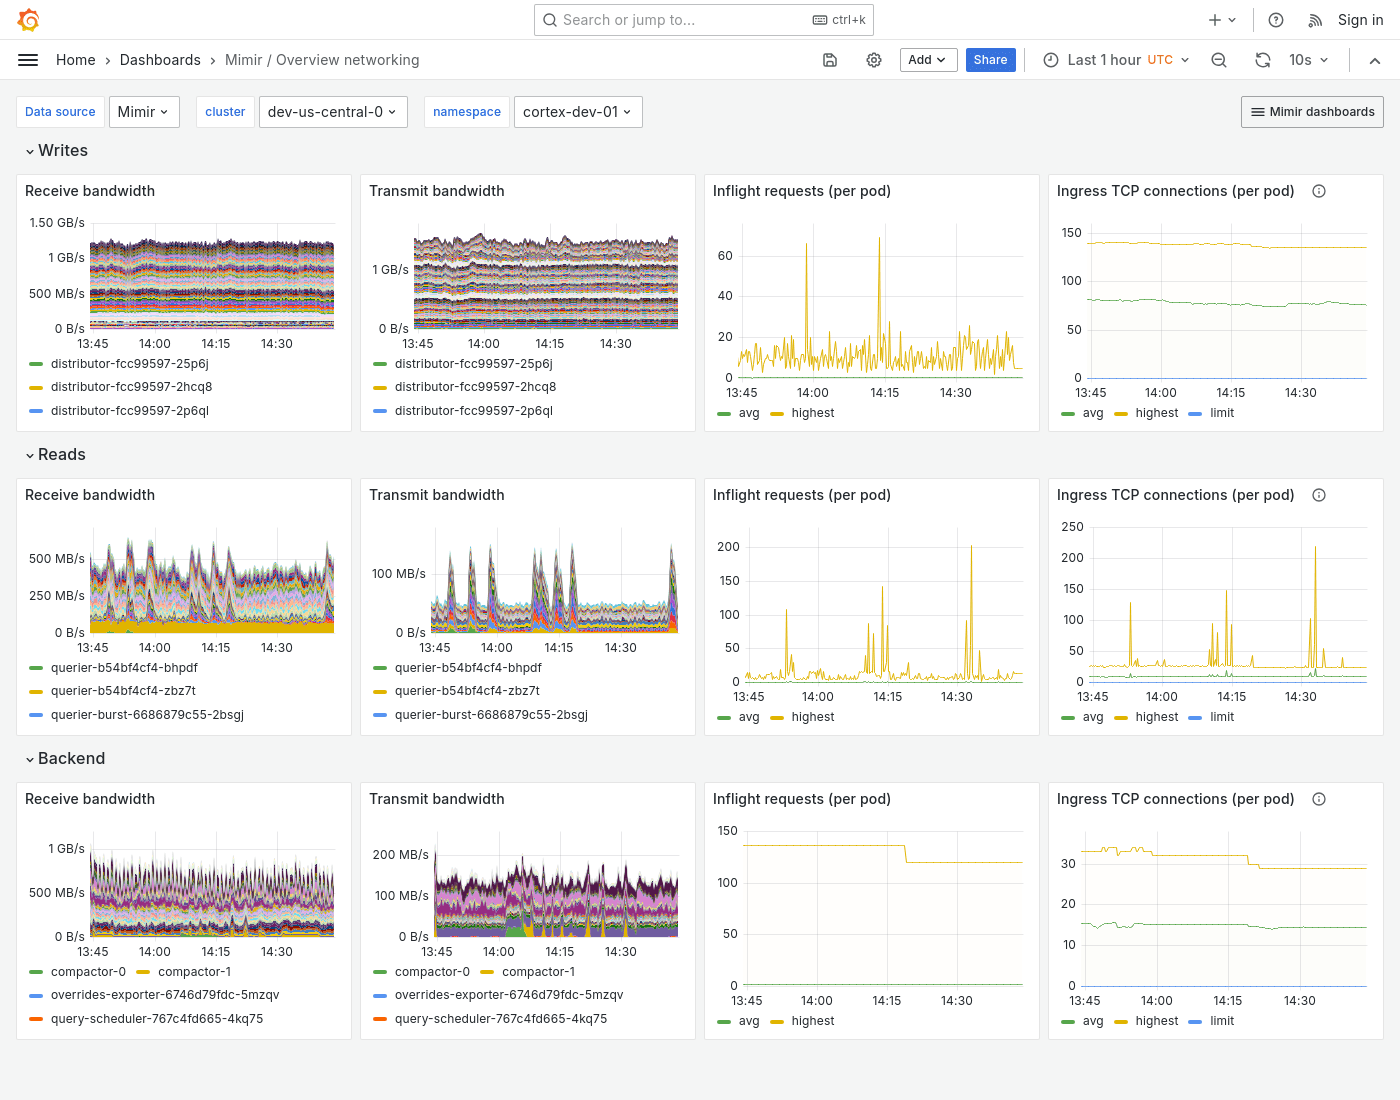 Search or jump to... ctrl+k Sign in
Home Dashboards Mimir / Overview networking Add Share Last 1 hour UTC 10s
Data source Mimir cluster dev-us-central-0 namespace cortex-dev-01 Mimir dashboards
Writes
Receive bandwidth
1.50 GB/s
1 GB/s
500 MB/s
0 B/s
13:45 14:00 14:15 14:30
distributor-fcc99597-25p6j
distributor-fcc99597-2hcq8
distributor-fcc99597-2p6ql
Transmit bandwidth
1 GB/s
0 B/s
13:45 14:00 14:15 14:30
distributor-fcc99597-25p6j
distributor-fcc99597-2hcq8
distributor-fcc99597-2p6ql
Inflight requests (per pod)
60
40
20
0
13:45 14:00 14:15 14:30
avg highest
Ingress TCP connections (per pod)
150
100
50
0
13:45 14:00 14:15 14:30
avg highest limit
Reads
Receive bandwidth
500 MB/s
250 MB/s
0 B/s
13:45 14:00 14:15 14:30
querier-b54bf4cf4-bhpdf
querier-b54bf4cf4-zbz7t
querier-burst-6686879c55-2bsgj
Transmit bandwidth
100 MB/s
0 B/s
13:45 14:00 14:15 14:30
querier-b54bf4cf4-bhpdf
querier-b54bf4cf4-zbz7t
querier-burst-6686879c55-2bsgj
Inflight requests (per pod)
200
150
100
50
0
13:45 14:00 14:15 14:30
avg highest
Ingress TCP connections (per pod)
250
200
150
100
50
0
13:45 14:00 14:15 14:30
avg highest limit
Backend
Receive bandwidth
1 GB/s
500 MB/s
0 B/s
13:45 14:00 14:15 14:30
compactor-0 compactor-1
overrides-exporter-6746d79fdc-5mzqv
query-scheduler-767c4fd665-4kq75
Transmit bandwidth
200 MB/s
100 MB/s
0 B/s
13:45 14:00 14:15 14:30
compactor-0 compactor-1
overrides-exporter-6746d79fdc-5mzqv
query-scheduler-767c4fd665-4kq75
Inflight requests (per pod)
150
100
50
0
13:45 14:00 14:15 14:30
avg highest
Ingress TCP connections (per pod)
30
20
10
0
13:45 14:00 14:15 14:30
avg highest limit